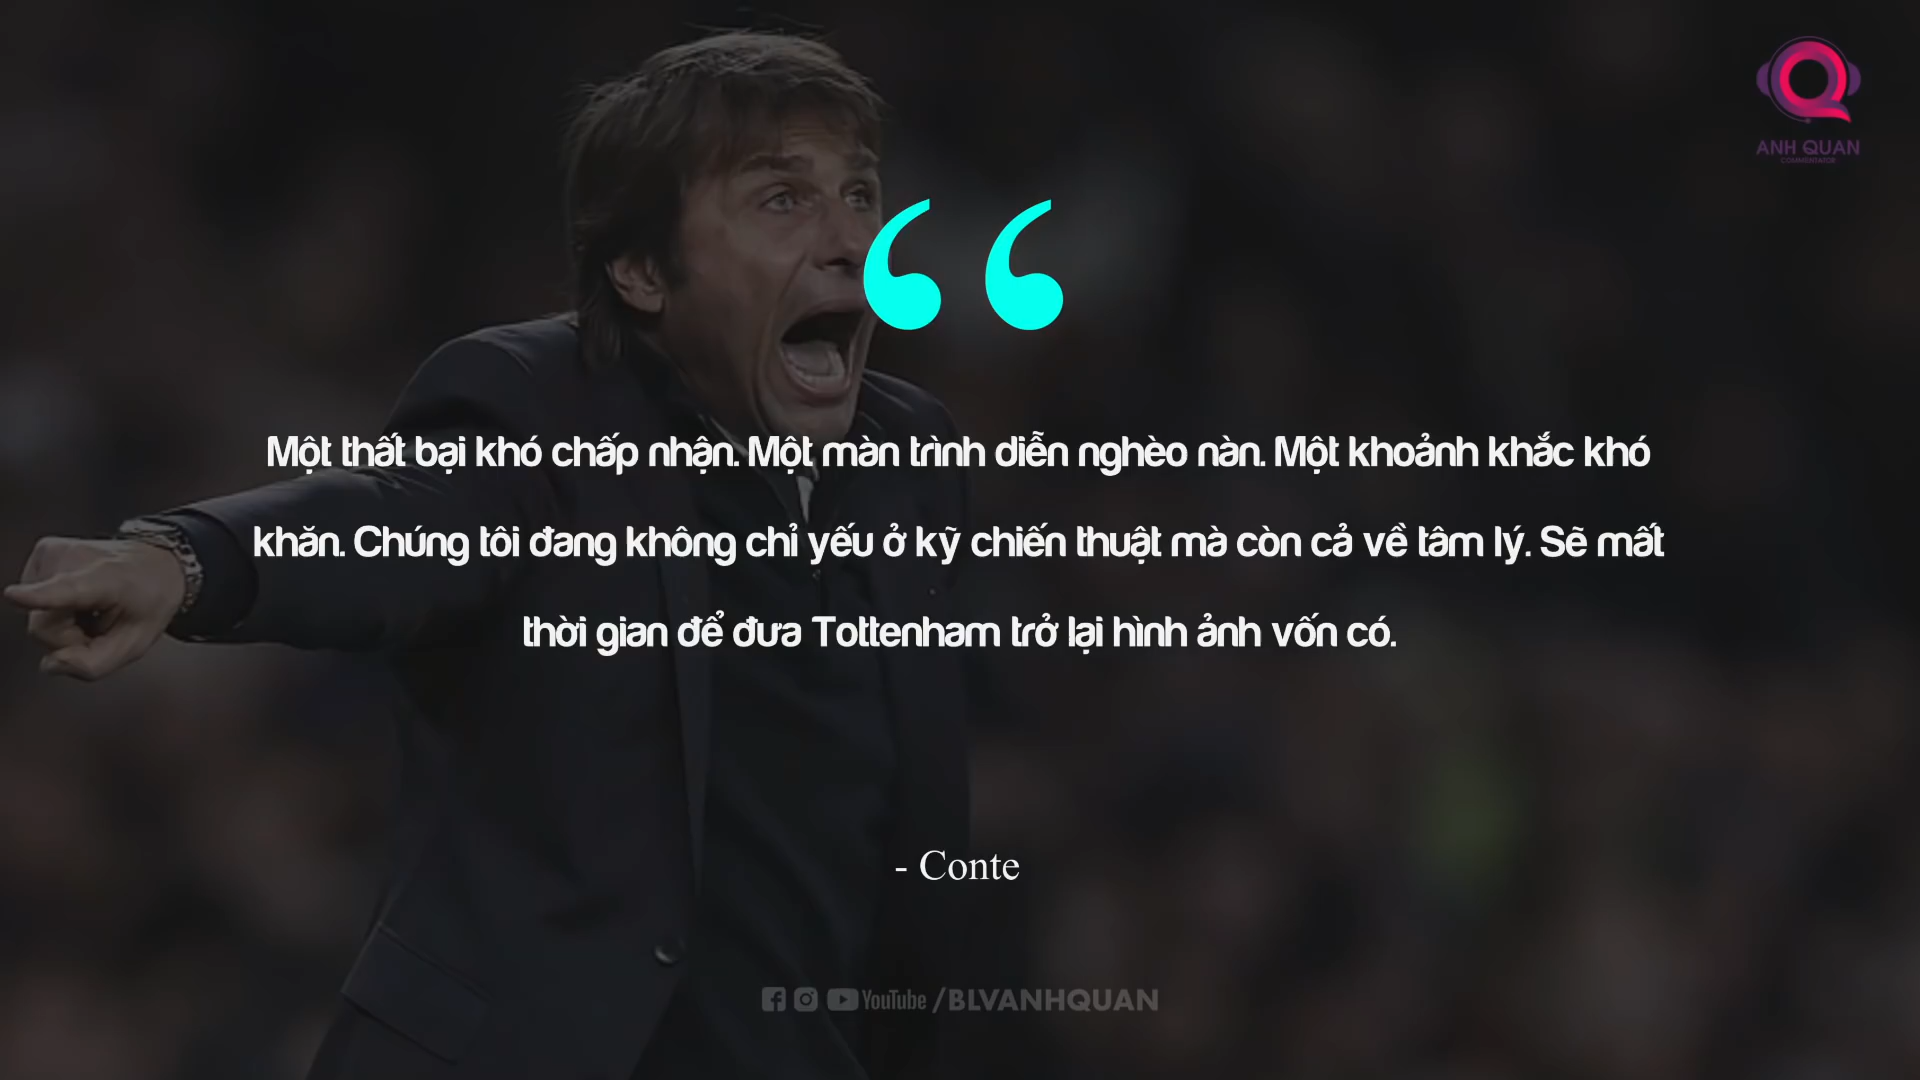 ANH QUAN
COMMENTATOR
“
Một thất bại khó chấp nhận. Một màn trình diễn nghèo nàn. Một khoảnh khắc khó
khăn. Chúng tôi đang không chỉ yếu ở kỹ chiến thuật mà còn cả về tâm lý. Sẽ mất
thời gian để đưa Tottenham trở lại hình ảnh vốn có.
- Conte
YouTube /BLVANHQUAN